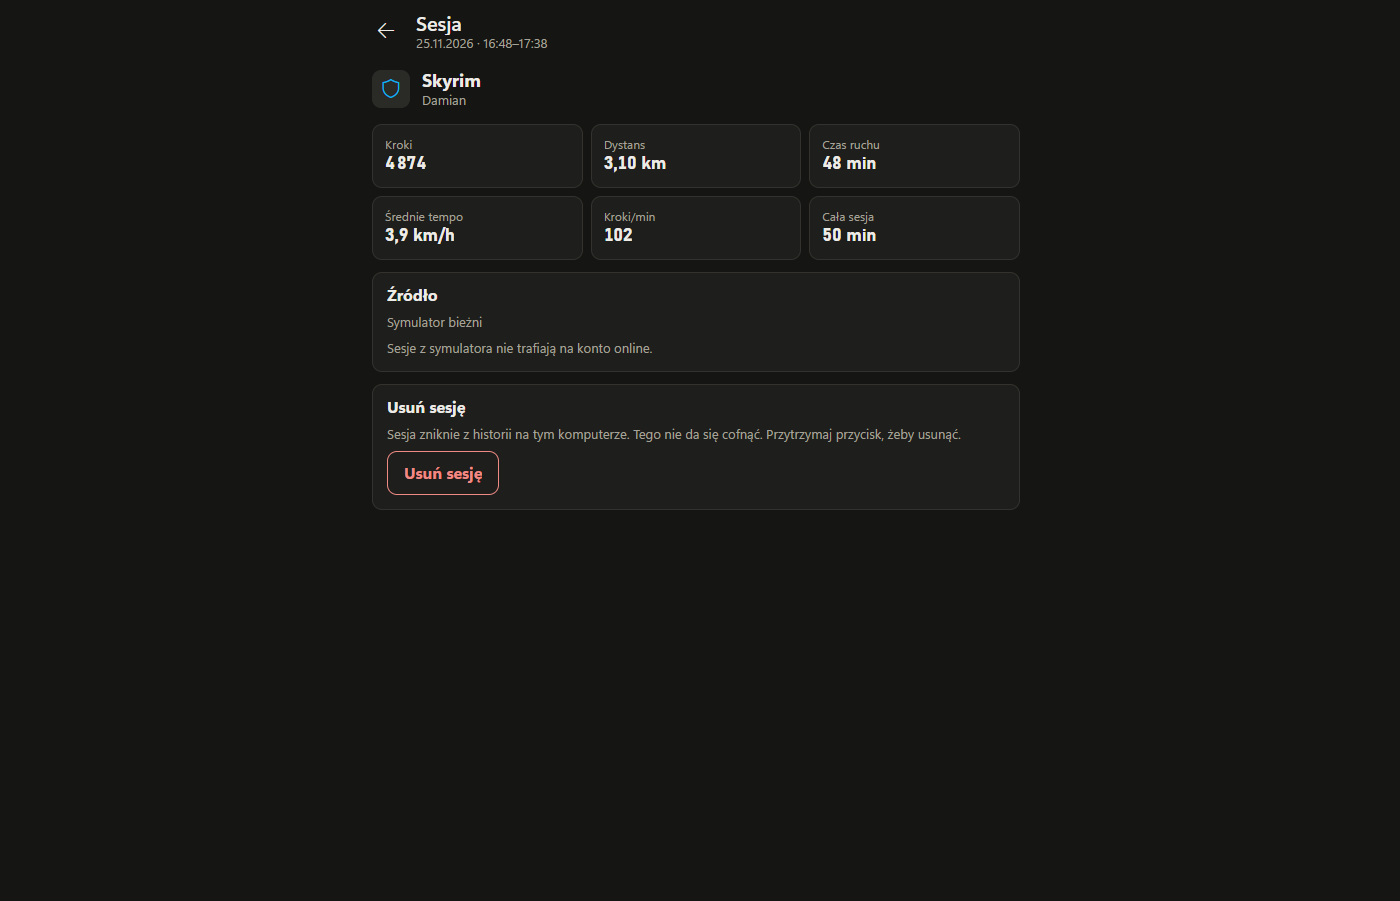 Sesja
25.11.2026 · 16:48–17:38
Skyrim
Damian
Kroki
4 874
Dystans
3,10 km
Czas ruchu
48 min
Średnie tempo
3,9 km/h
Kroki/min
102
Cała sesja
50 min
Źródło
Symulator bieżni
Sesje z symulatora nie trafiają na konto online.
Usuń sesję
Sesja zniknie z historii na tym komputerze. Tego nie da się cofnąć. Przytrzymaj przycisk, żeby usunąć.
Usuń sesję